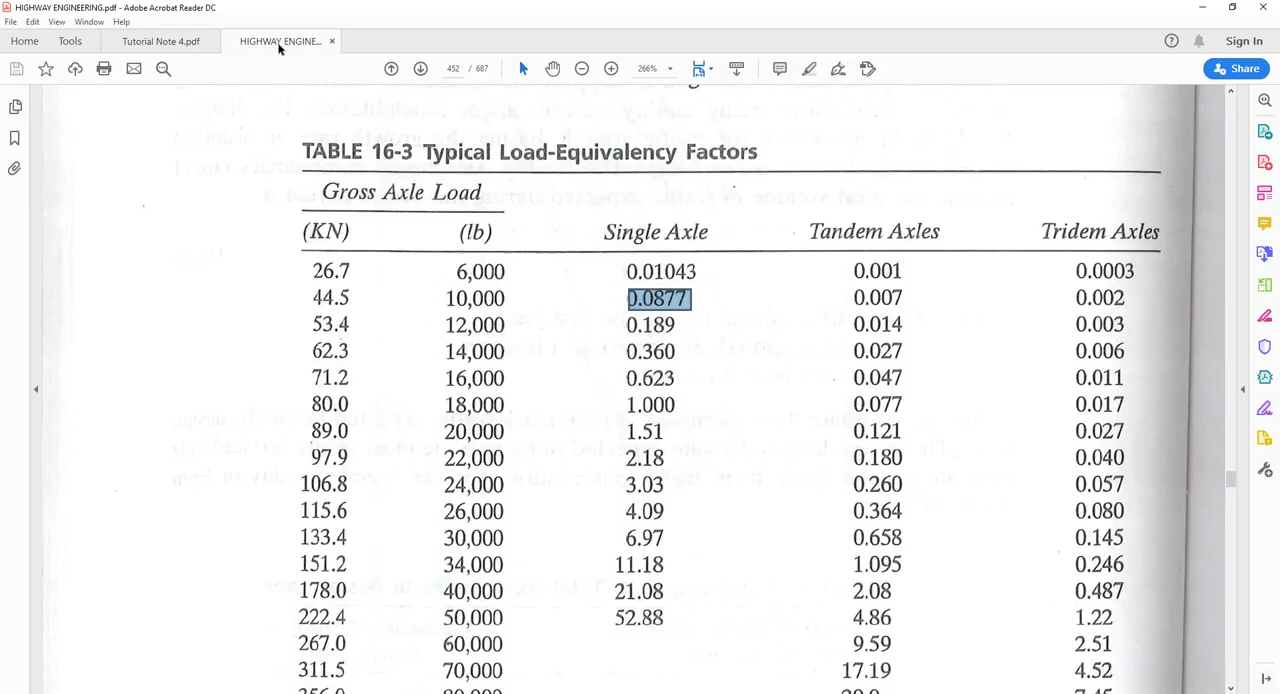 HIGHWAY ENGINEERING.pdf - Adobe Acrobat Reader DC
File Edit View Window Help
Home Tools Tutorial Note 4.pdf HIGHWAY ENGINE... × Sign In
452 / 687 266% Share
TABLE 16-3 Typical Load-Equivalency Factors
Gross Axle Load
(KN) (lb) Single Axle Tandem Axles Tridem Axles
26.7 6,000 0.01043 0.001 0.0003
44.5 10,000 0.0877 0.007 0.002
53.4 12,000 0.189 0.014 0.003
62.3 14,000 0.360 0.027 0.006
71.2 16,000 0.623 0.047 0.011
80.0 18,000 1.000 0.077 0.017
89.0 20,000 1.51 0.121 0.027
97.9 22,000 2.18 0.180 0.040
106.8 24,000 3.03 0.260 0.057
115.6 26,000 4.09 0.364 0.080
133.4 30,000 6.97 0.658 0.145
151.2 34,000 11.18 1.095 0.246
178.0 40,000 21.08 2.08 0.487
222.4 50,000 52.88 4.86 1.22
267.0 60,000 9.59 2.51
311.5 70,000 17.19 4.52